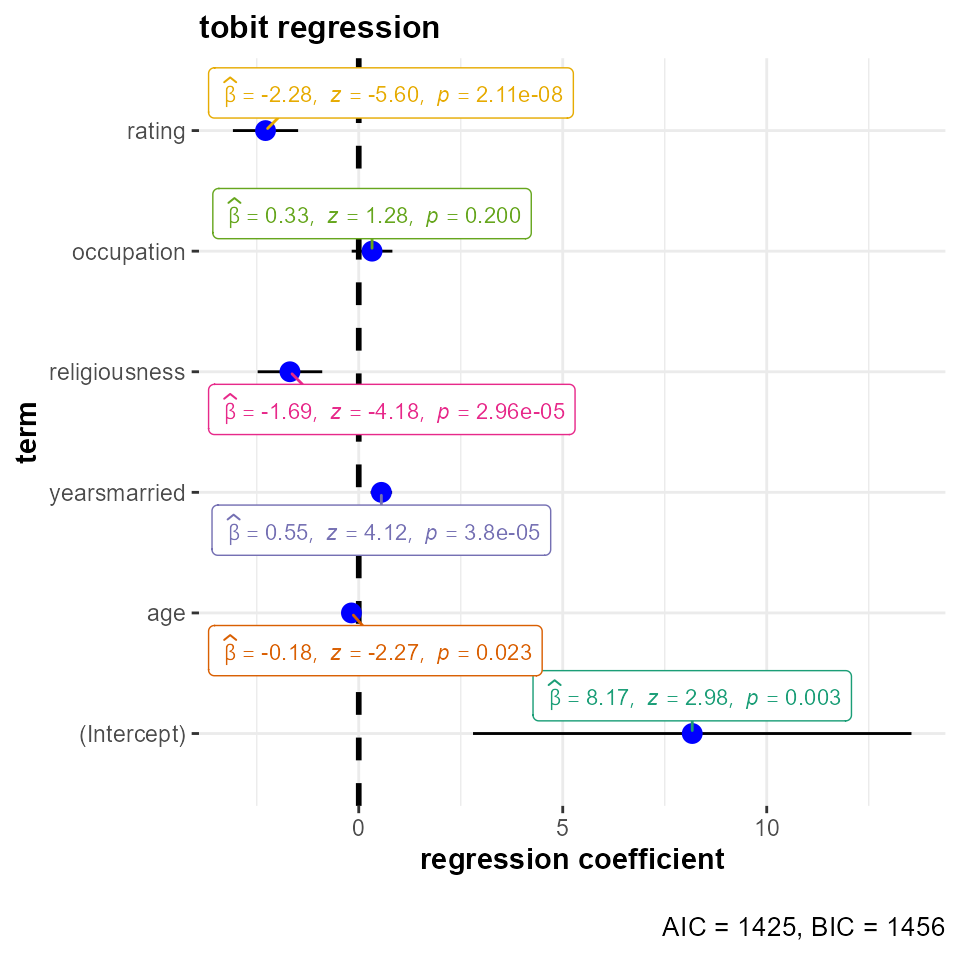 tobit regression
β̂ = -2.28, z = -5.60, p = 2.11e-08
rating
β̂ = 0.33, z = 1.28, p = 0.200
occupation
religiousness
β̂ = -1.69, z = -4.18, p = 2.96e-05
term
yearsmarried
β̂ = 0.55, z = 4.12, p = 3.8e-05
age
β̂ = -0.18, z = -2.27, p = 0.023
β̂ = 8.17, z = 2.98, p = 0.003
(Intercept)
0 5 10
regression coefficient
AIC = 1425, BIC = 1456